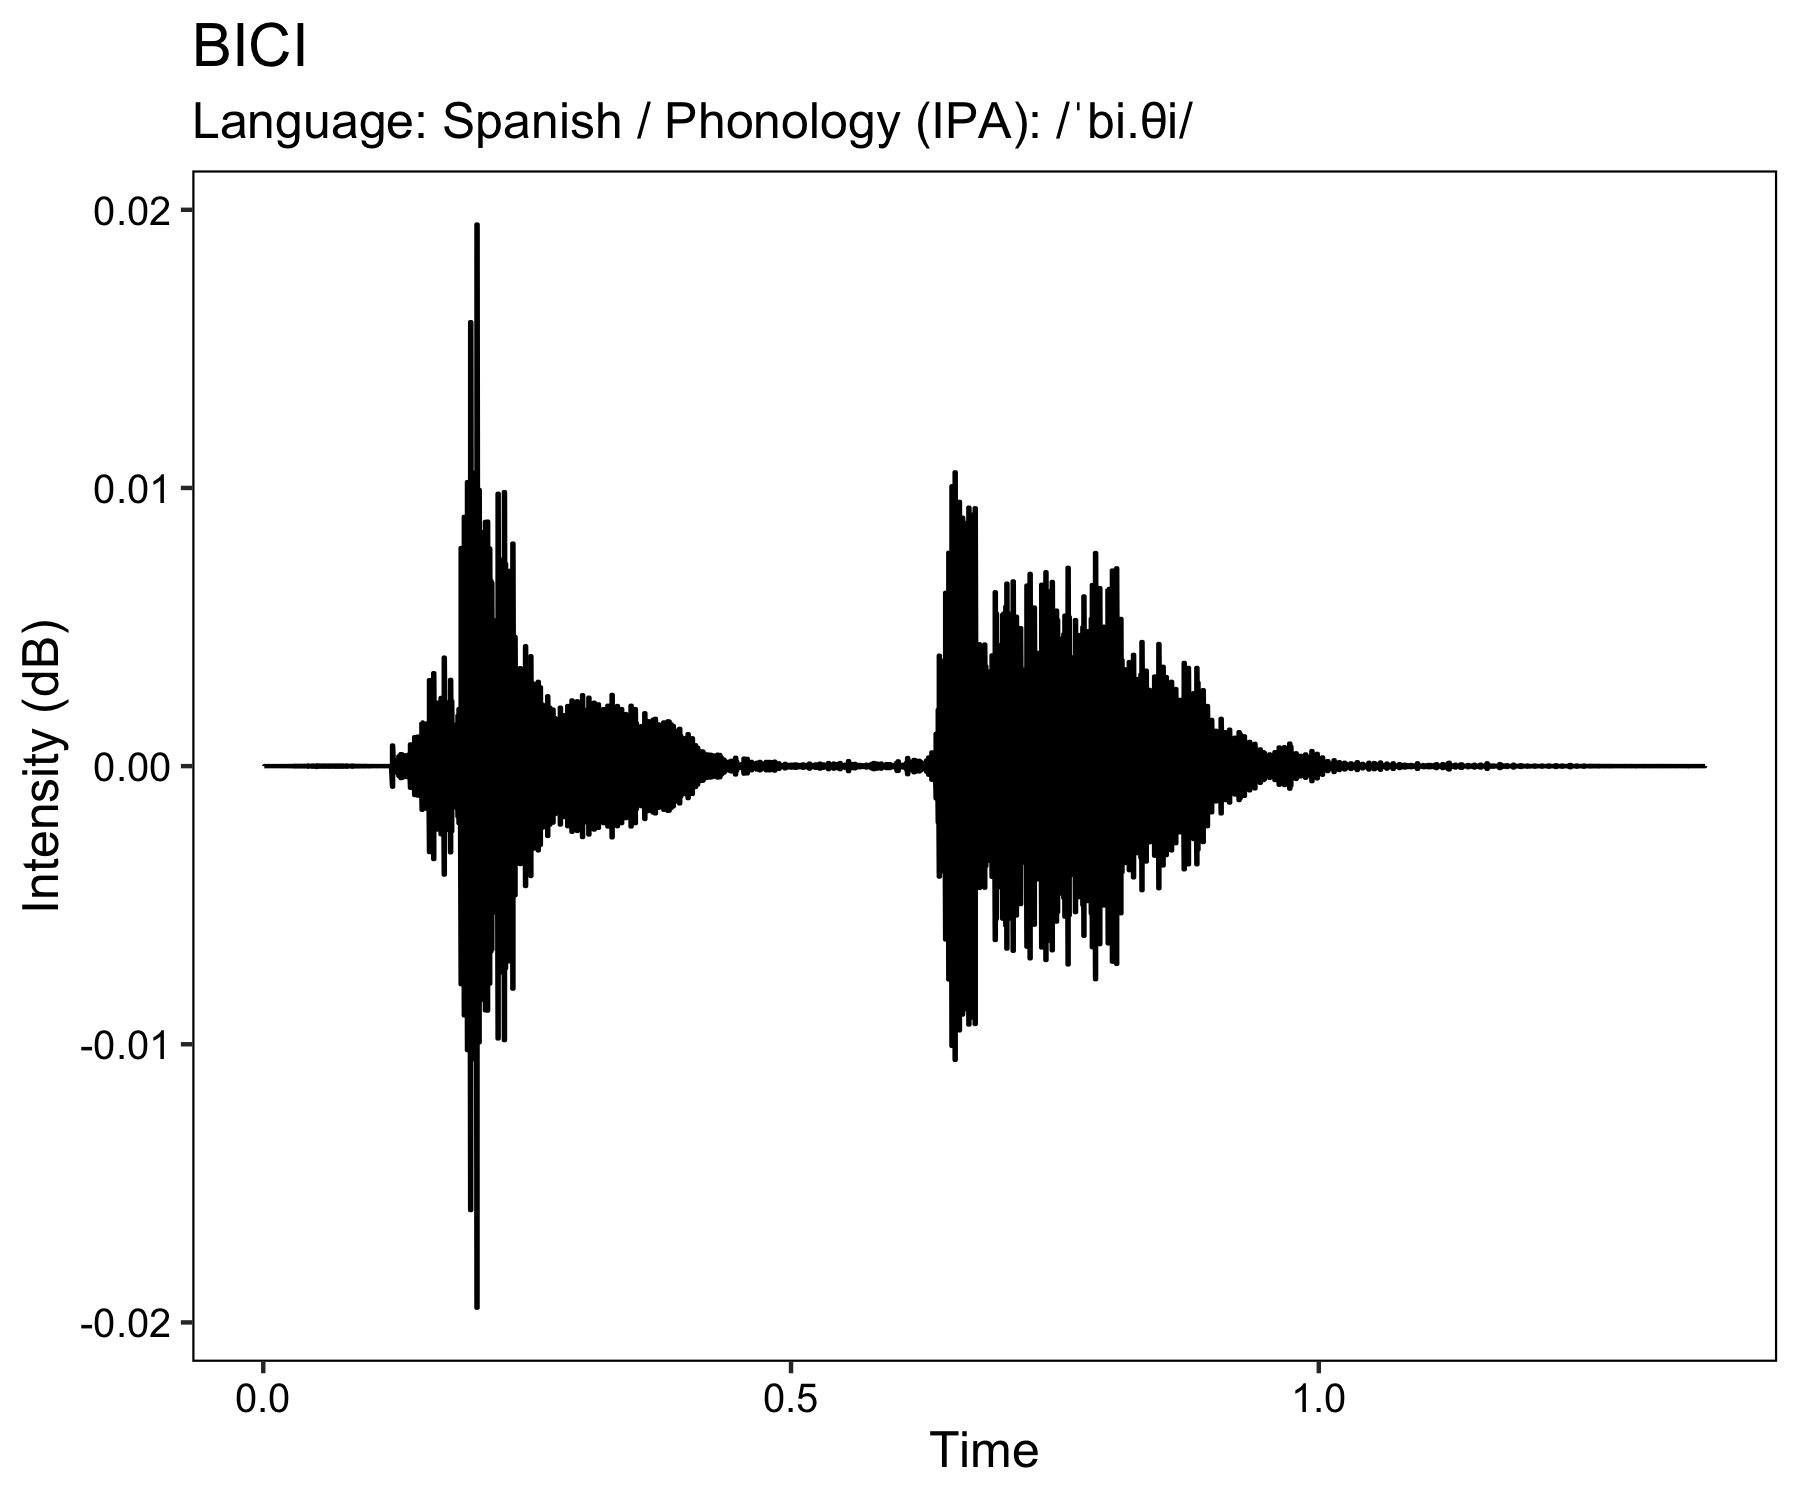 BICI
Language: Spanish / Phonology (IPA): /ˈbi.θi/
0.02
0.01
0.00
-0.01
-0.02
Intensity (dB)
0.0 0.5 1.0
Time